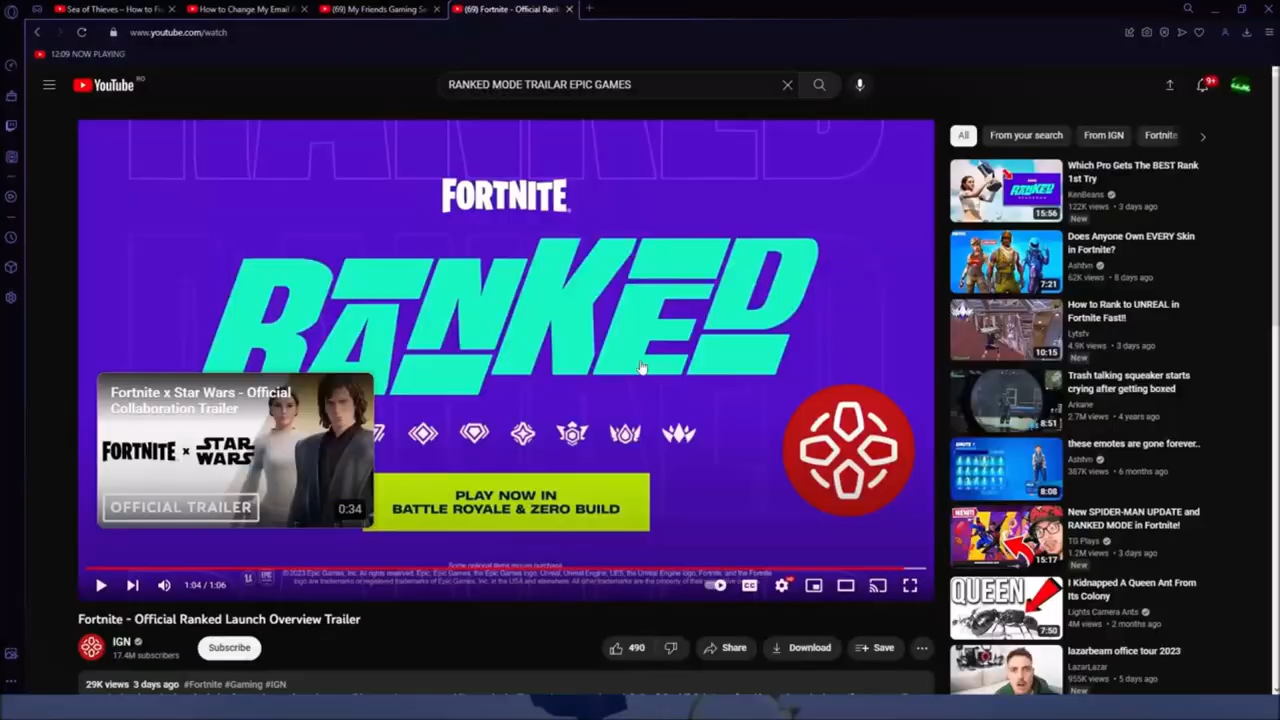 Sea of Thieves – How to Fi
How to Change My Email A
(69) My Friends Gaming Se
(69) Fortnite - Official Rank
www.youtube.com/watch
12:09 NOW PLAYING
YouTube
RANKED MODE TRAILAR EPIC GAMES
9+
RANKED
FORTNITE
RANKED
Fortnite x Star Wars - Official
Collaboration Trailer
FORTNITE x STAR WARS
OFFICIAL TRAILER
0:34
PLAY NOW IN
BATTLE ROYALE & ZERO BUILD
Some optional items require purchase.
1:04 / 1:06
CC
Fortnite - Official Ranked Launch Overview Trailer
IGN
17.4M subscribers
Subscribe
490
Share
Download
Save
29K views 3 days ago #Fortnite #Gaming #IGN
All
From your search
From IGN
Fortnite
Which Pro Gets The BEST Rank
1st Try
KenBeans
122K views • 3 days ago
New
RANKED
15:56
Does Anyone Own EVERY Skin
in Fortnite?
Ashtvn
62K views • 8 days ago
7:21
How to Rank to UNREAL in
Fortnite Fast!!
Lytsfv
4.9K views • 3 days ago
New
10:15
Trash talking squeaker starts
crying after getting boxed
Arkane
2.7M views • 4 years ago
8:51
these emotes are gone forever..
Ashtvn
387K views • 6 months ago
8:08
New SPIDER-MAN UPDATE and
RANKED MODE in Fortnite!
TG Plays
1.2M views • 3 days ago
New
15:17
I Kidnapped A Queen Ant From
Its Colony
Lights Camera Ants
4M views • 2 months ago
QUEEN
7:50
lazarbeam office tour 2023
LazarLazar
955K views • 5 days ago
New